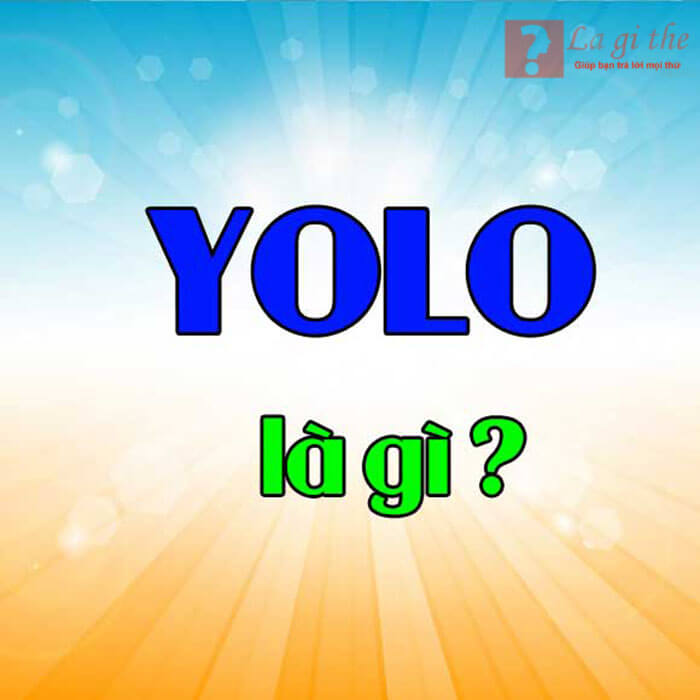 La gi the
Giúp bạn trả lời mọi thứ
YOLO
là gì ?